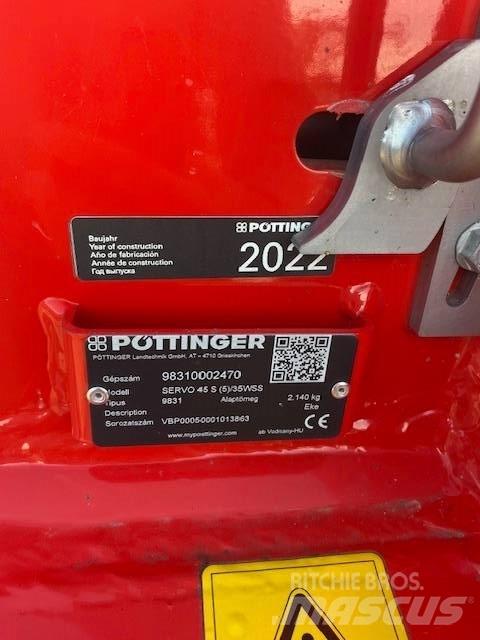 Baujahr
Year of construction
Año de fabricación
Année de construction
Год выпуска
PÖTTINGER
2022
PÖTTINGER
PÖTTINGER Landtechnik GmbH, AT – 4710 Grieskirchen
Gépszám 98310002470
Modell SERVO 45 S (5)/35WSS
Típus 9831 Alaptömeg 2.140 kg
Description Eke
Sorozatszám VBP00050001013863
www.mypoettinger.com ab Vodnany-HU
CE
RITCHIE BROS.
MASCUS